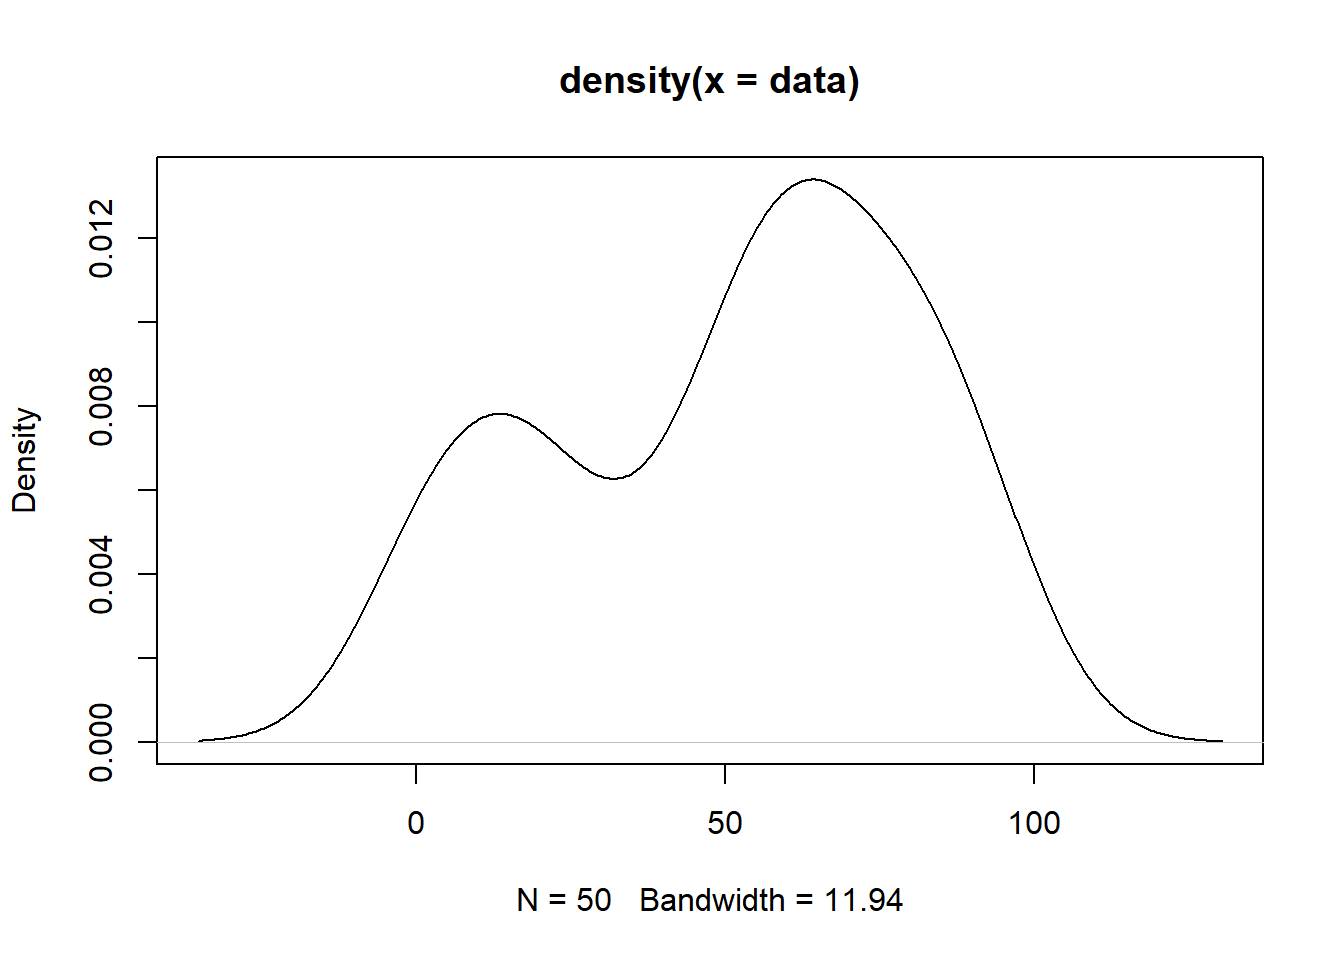 density(x = data)
Density
0.012
0.008
0.004
0.000
0 50 100
N = 50 Bandwidth = 11.94